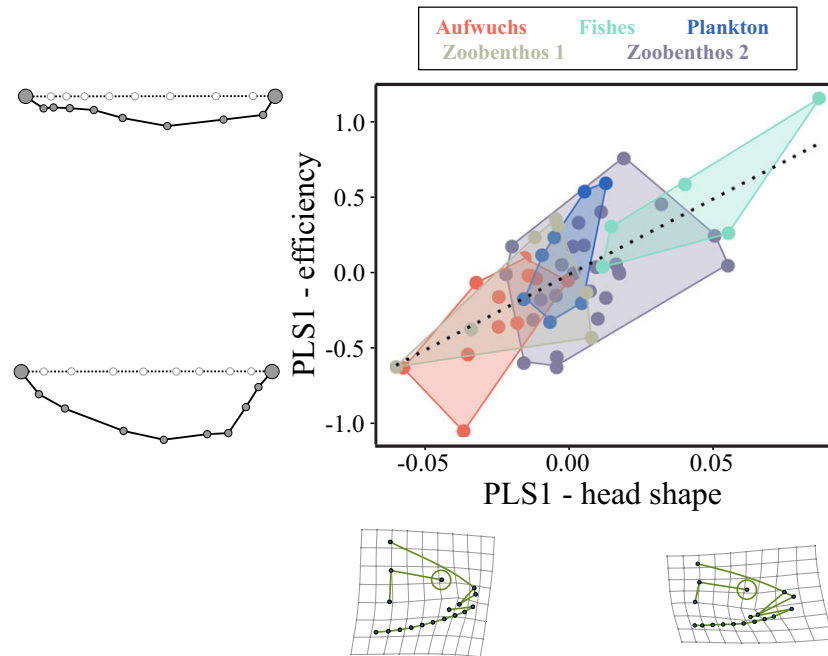 Aufwuchs Fishes Plankton
Zoobenthos 1 Zoobenthos 2
PLS1 - efficiency
1.0
0.5
0.0
-0.5
-1.0
-0.05 0.00 0.05
PLS1 - head shape